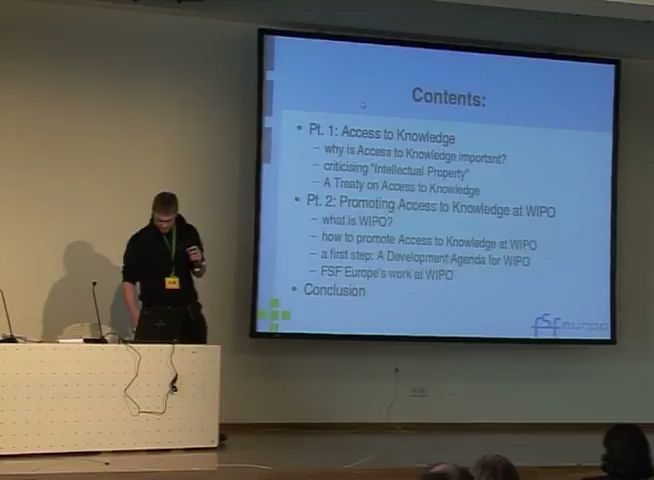 Contents:
• Pt. 1: Access to Knowledge
– why is Access to Knowledge important?
– criticising "Intellectual Property"
– A Treaty on Access to Knowledge
• Pt. 2: Promoting Access to Knowledge at WIPO
– what is WIPO?
– how to promote Access to Knowledge at WIPO
– a first step: A Development Agenda for WIPO
– FSF Europe's work at WIPO
• Conclusion
fsf europe